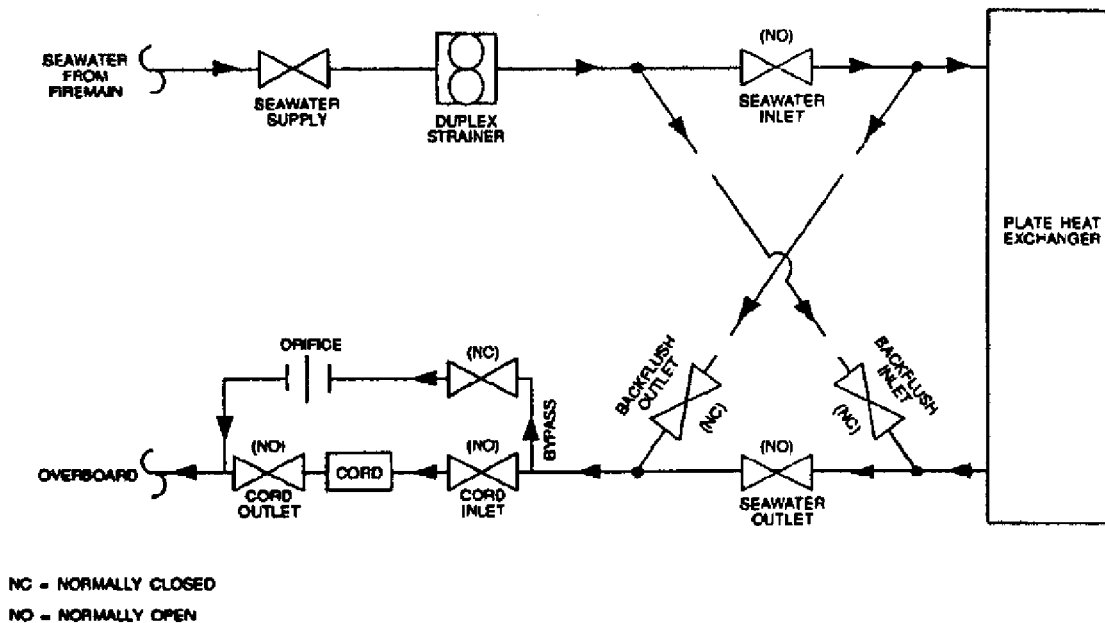 SEAWATER
FROM
FIREMAIN
SEAWATER
SUPPLY
DUPLEX
STRAINER
(NO)
SEAWATER
INLET
PLATE HEAT
EXCHANGER
ORIFICE
(NC)
BYPASS
BACKFLUSH
OUTLET
(NC)
BACKFLUSH
INLET
(NC)
OVERBOARD
(NO)
CORD
OUTLET
CORD
(NO)
CORD
INLET
(NO)
SEAWATER
OUTLET
NC = NORMALLY CLOSED
NO = NORMALLY OPEN